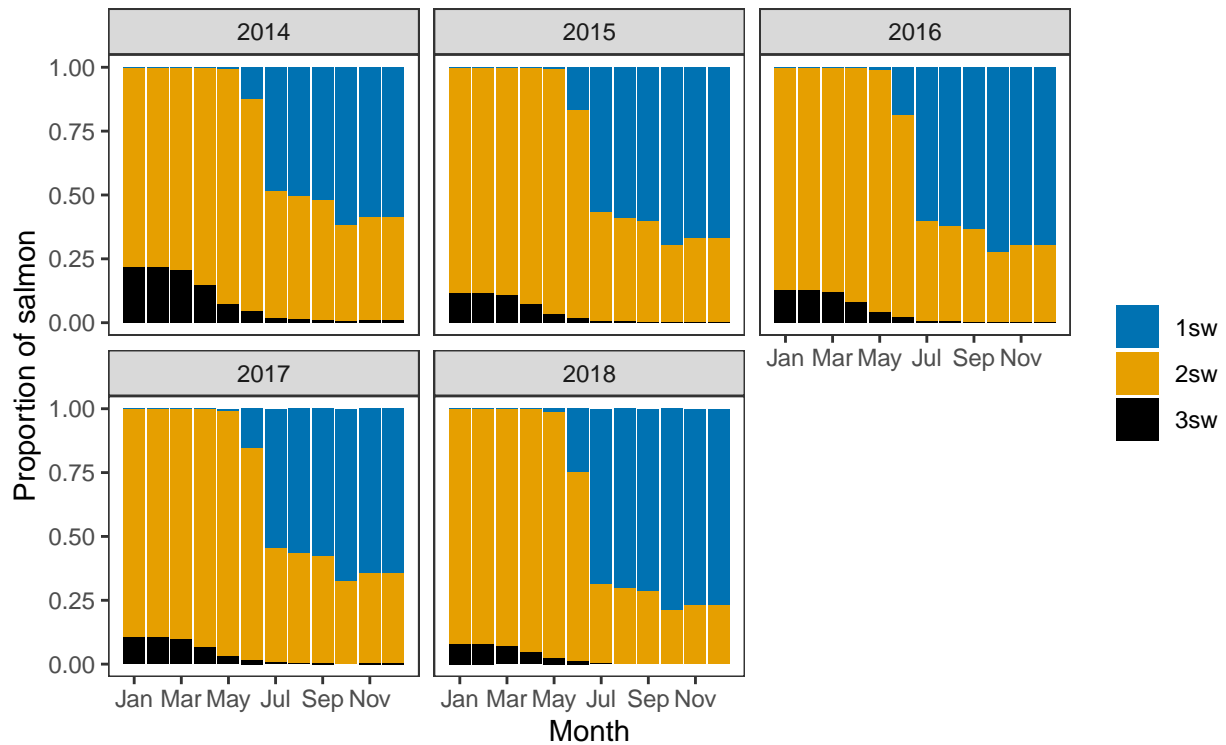 2014 2015 2016
1.00
0.75
0.50
0.25
0.00
Jan Mar May Jul Sep Nov
2017 2018
1.00
0.75
0.50
0.25
0.00
Jan Mar May Jul Sep Nov Jan Mar May Jul Sep Nov
Proportion of salmon
Month
1sw
2sw
3sw